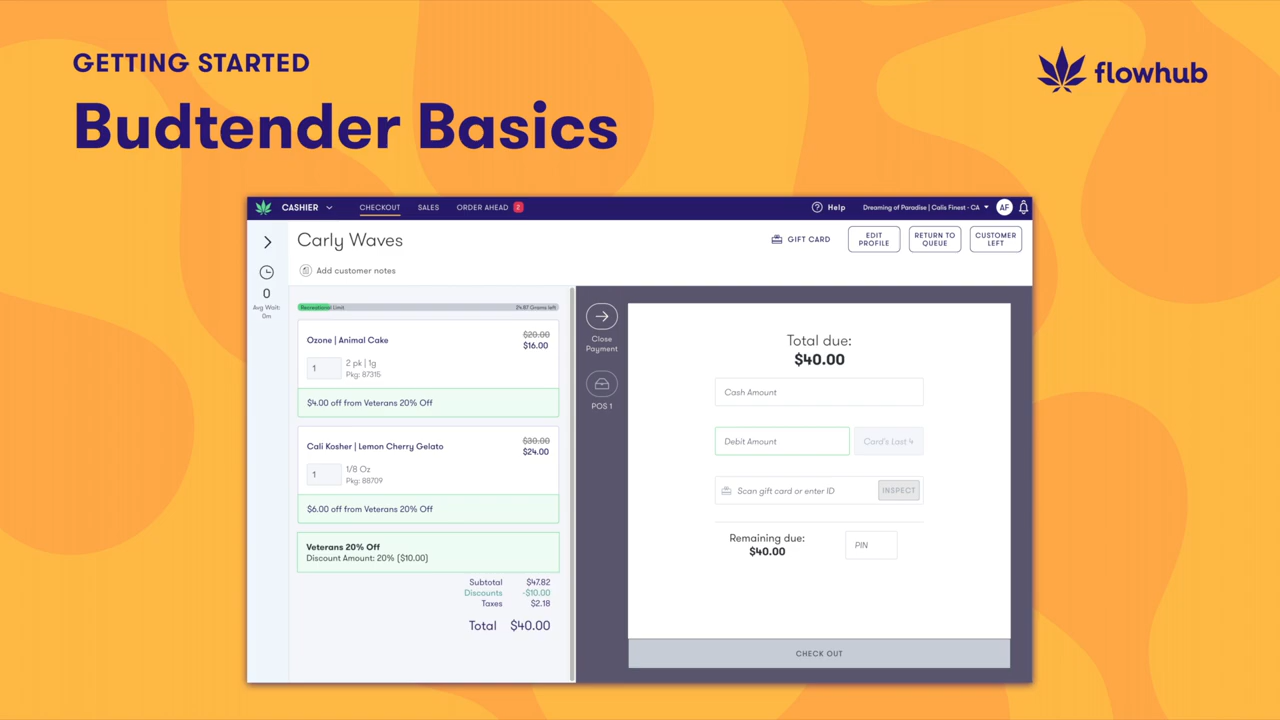 GETTING STARTED
Budtender Basics
flowhub
CASHIER
CHECKOUT
SALES
ORDER AHEAD
2
Help
Dreaming of Paradise | Calis Finest - CA
AF
Carly Waves
GIFT CARD
EDIT
PROFILE
RETURN TO
QUEUE
CUSTOMER
LEFT
Add customer notes
0
Avg Wait:
0m
Recreational Limit
24.87 Grams left
Ozone | Animal Cake
$20.00
$16.00
1
2 pk | 1g
Pkg: 87315
$4.00 off from Veterans 20% Off
Cali Kosher | Lemon Cherry Gelato
$30.00
$24.00
1
1/8 Oz
Pkg: 88709
$6.00 off from Veterans 20% Off
Veterans 20% Off
Discount Amount: 20% ($10.00)
Subtotal $47.82
Discounts -$10.00
Taxes $2.18
Total $40.00
Close
Payment
POS 1
Total due:
$40.00
Cash Amount
Debit Amount
Card's Last 4
Scan gift card or enter ID
INSPECT
Remaining due:
$40.00
PIN
CHECK OUT